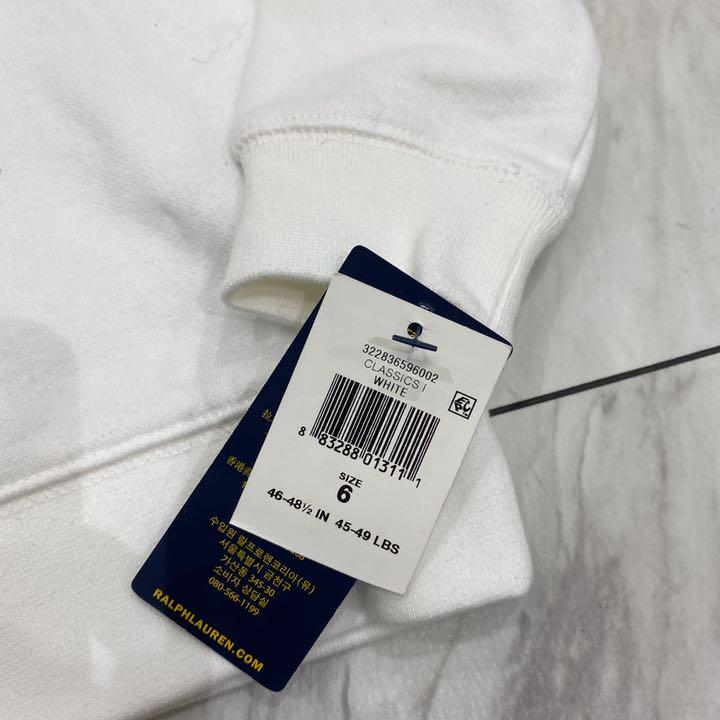 322836596002
CLASSICS I
WHITE
8 83288 01311 1
SIZE
6
46-48½ IN 45-49 LBS
수입원 랄프로렌코리아(유)
서울특별시 금천구
가산동 345-30
소비자 상담실
080-566-1199
RALPHLAUREN.COM